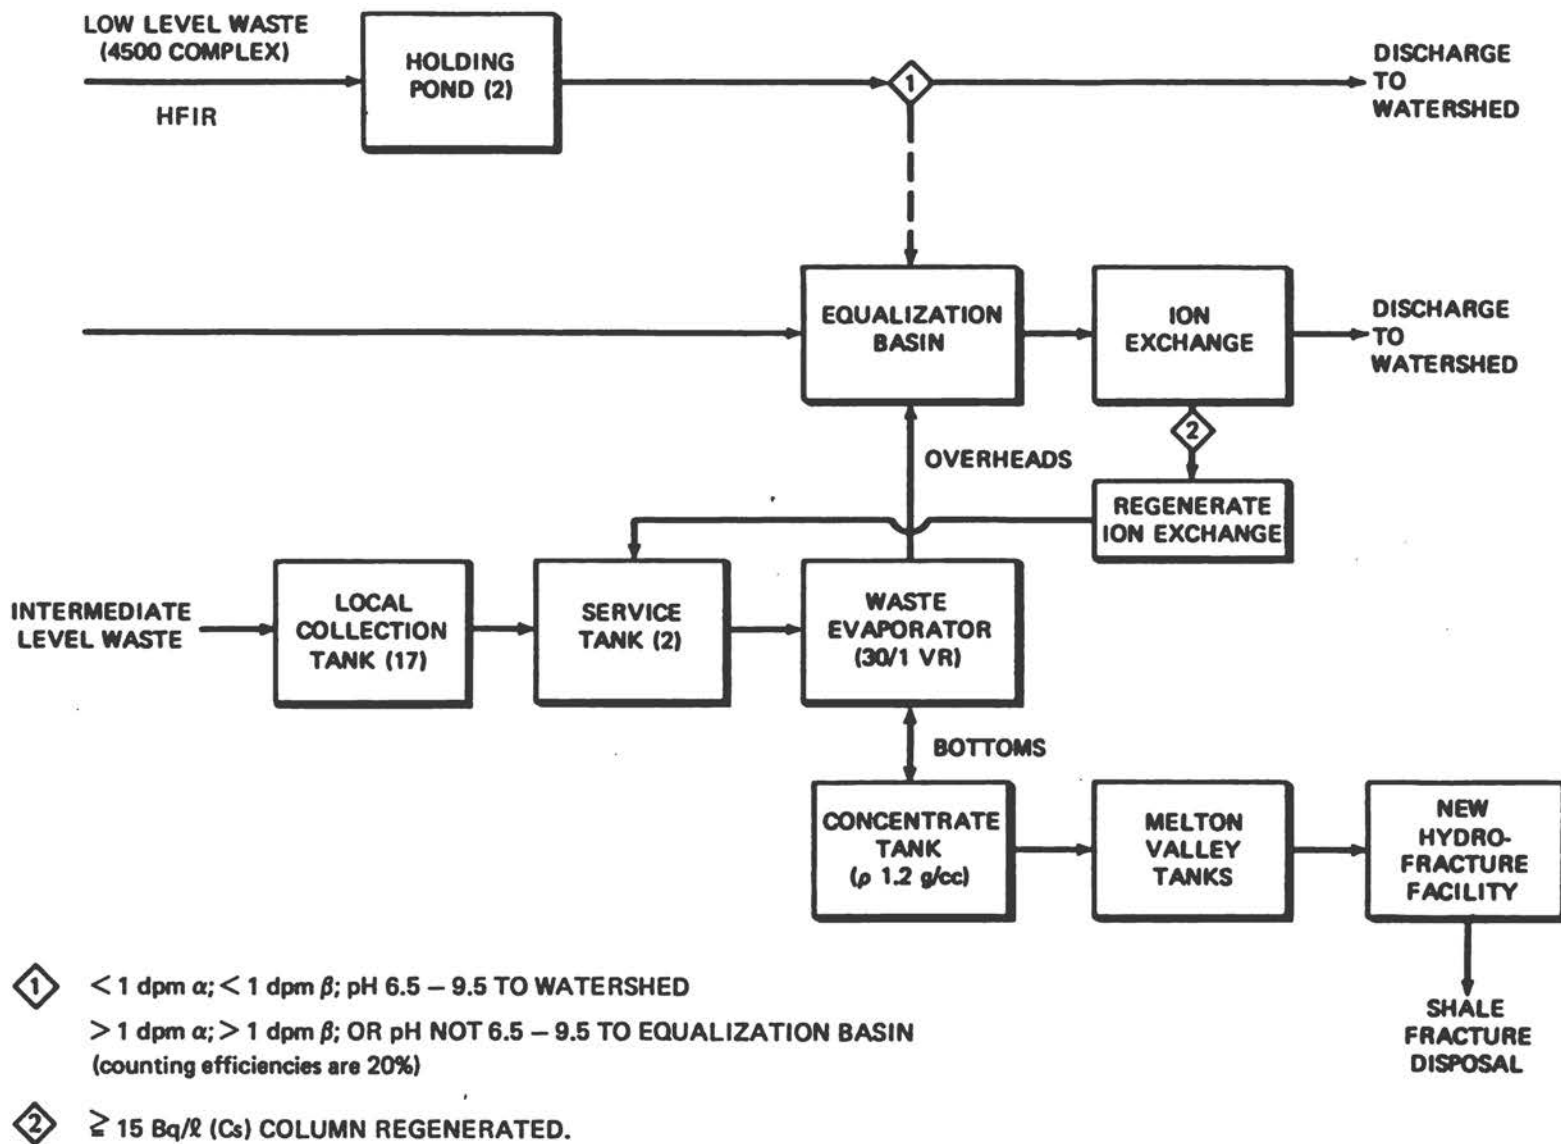 LOW LEVEL WASTE
(4500 COMPLEX)
HFIR
HOLDING
POND (2)
1
DISCHARGE
TO
WATERSHED
EQUALIZATION
BASIN
ION
EXCHANGE
DISCHARGE
TO
WATERSHED
2
OVERHEADS
REGENERATE
ION EXCHANGE
INTERMEDIATE
LEVEL WASTE
LOCAL
COLLECTION
TANK (17)
SERVICE
TANK (2)
WASTE
EVAPORATOR
(30/1 VR)
BOTTOMS
CONCENTRATE
TANK
(ρ 1.2 g/cc)
MELTON
VALLEY
TANKS
NEW
HYDRO-
FRACTURE
FACILITY
SHALE
FRACTURE
DISPOSAL
1 < 1 dpm α; < 1 dpm β; pH 6.5 – 9.5 TO WATERSHED
> 1 dpm α; > 1 dpm β; OR pH NOT 6.5 – 9.5 TO EQUALIZATION BASIN
(counting efficiencies are 20%)
2 ≧ 15 Bq/ℓ (Cs) COLUMN REGENERATED.